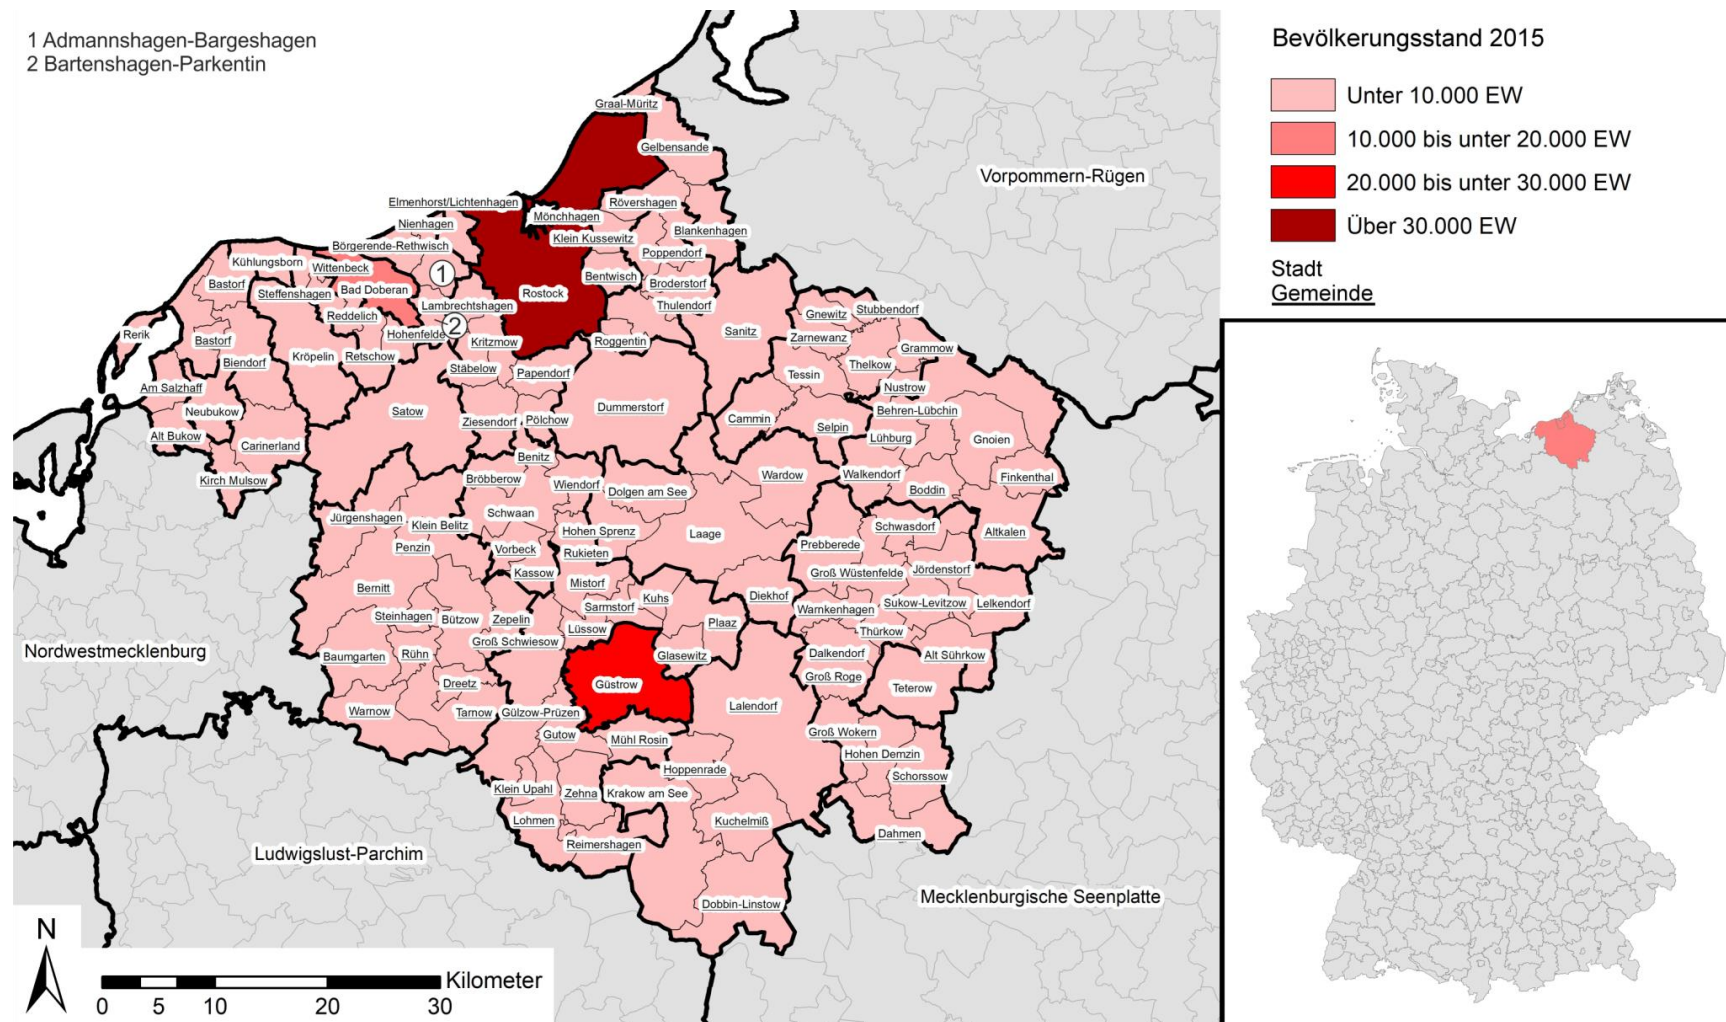 1 Admannshagen-Bargeshagen
2 Bartenshagen-Parkentin
Graal-Müritz
Gelbensande
Vorpommern-Rügen
Elmenhorst/Lichtenhagen
Rövershagen
Mönchhagen
Nienhagen
Blankenhagen
Klein Kussewitz
Börgerende-Rethwisch
Poppendorf
Kühlungsborn
Wittenbeck
1
Bentwisch
Bastorf
Broderstorf
Steffenshagen
Bad Doberan
Rostock
Lambrechtshagen
Thulendorf
Reddelich
Gnewitz
Stubbendorf
2
Rerik
Hohenfelde
Sanitz
Zarnewanz
Bastorf
Kritzmow
Roggentin
Grammow
Kröpelin
Retschow
Biendorf
Stäbelow
Papendorf
Tessin
Thelkow
Am Salzhaff
Nustrow
Neubukow
Satow
Dummerstorf
Behren-Lübchin
Ziesendorf
Pölchow
Cammin
Selpin
Alt Bukow
Lühburg
Gnoien
Carinerland
Benitz
Kirch Mulsow
Bröbberow
Wiendorf
Dolgen am See
Wardow
Walkendorf
Finkenthal
Boddin
Schwaan
Jürgenshagen
Klein Belitz
Hohen Sprenz
Laage
Schwasdorf
Altkalen
Penzin
Vorbeck
Rukieten
Prebberede
Kassow
Groß Wüstenfelde
Jördenstorf
Bernitt
Mistorf
Kuhs
Diekhof
Sarmstorf
Warnkenhagen
Sukow-Levitzow
Lelkendorf
Steinhagen
Bützow
Zepelin
Plaaz
Lüssow
Thürkow
Groß Schwiesow
Nordwestmecklenburg
Baumgarten
Rühn
Glasewitz
Dalkendorf
Alt Sührkow
Dreetz
Güstrow
Groß Roge
Teterow
Warnow
Tarnow
Gülzow-Prüzen
Lalendorf
Gutow
Mühl Rosin
Groß Wokern
Hohen Demzin
Hoppenrade
Schorssow
Klein Upahl
Zehna
Krakow am See
Lohmen
Kuchelmiß
Dahmen
Reimershagen
Ludwigslust-Parchim
Dobbin-Linstow
Mecklenburgische Seenplatte
N
Kilometer
0 5 10 20 30
Bevölkerungsstand 2015
Unter 10.000 EW
10.000 bis unter 20.000 EW
20.000 bis unter 30.000 EW
Über 30.000 EW
Stadt
Gemeinde